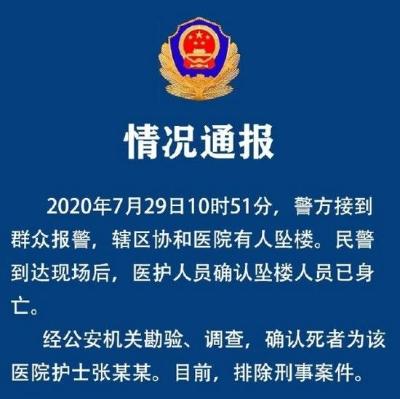 情况通报
2020年7月29日10时51分，警方接到
群众报警，辖区协和医院有人坠楼。民警
到达现场后，医护人员确认坠楼人员已身
亡。
经公安机关勘验、调查，确认死者为该
医院护士张某某。目前，排除刑事案件。